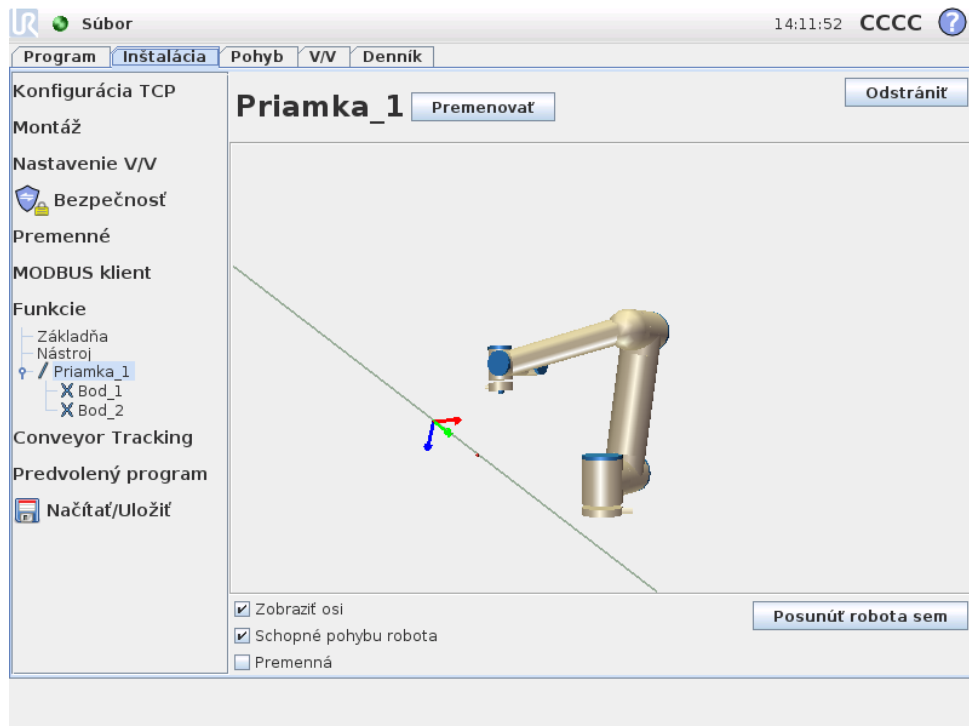 UR Súbor 14:11:52 CCCC ?
Program Inštalácia Pohyb V/V Denník
Konfigurácia TCP
Montáž
Nastavenie V/V
Bezpečnosť
Premenné
MODBUS klient
Funkcie
Základňa
Nástroj
Priamka_1
Bod_1
Bod_2
Conveyor Tracking
Predvolený program
Načítať/Uložiť
Priamka_1 Premenovať Odstrániť
Zobraziť osi
Schopné pohybu robota
Premenná
Posunúť robota sem